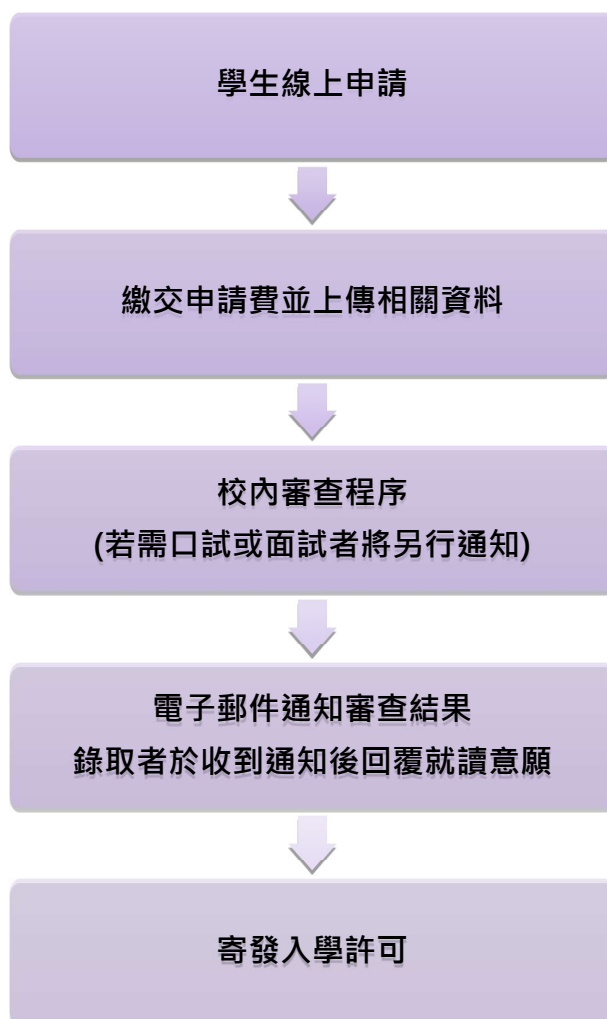 學生線上申請
繳交申請費並上傳相關資料
校內審查程序
(若需口試或面試者將另行通知)
電子郵件通知審查結果
錄取者於收到通知後回覆就讀意願
寄發入學許可